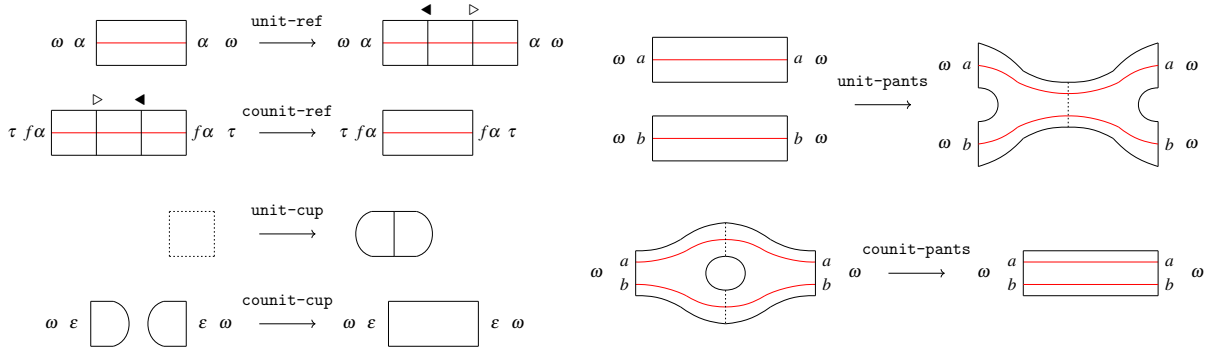 unit-ref
ω α α ω ω α ◀ ▷ α ω
counit-ref
τ fα ▷ ◀ fα τ τ fα fα τ
unit-cup
counit-cup
ω ε ε ω ω ε ε ω
ω a a ω ω a a ω
unit-pants
ω b b ω ω b b ω
counit-pants
a a a a
ω ω ω ω
b b b b